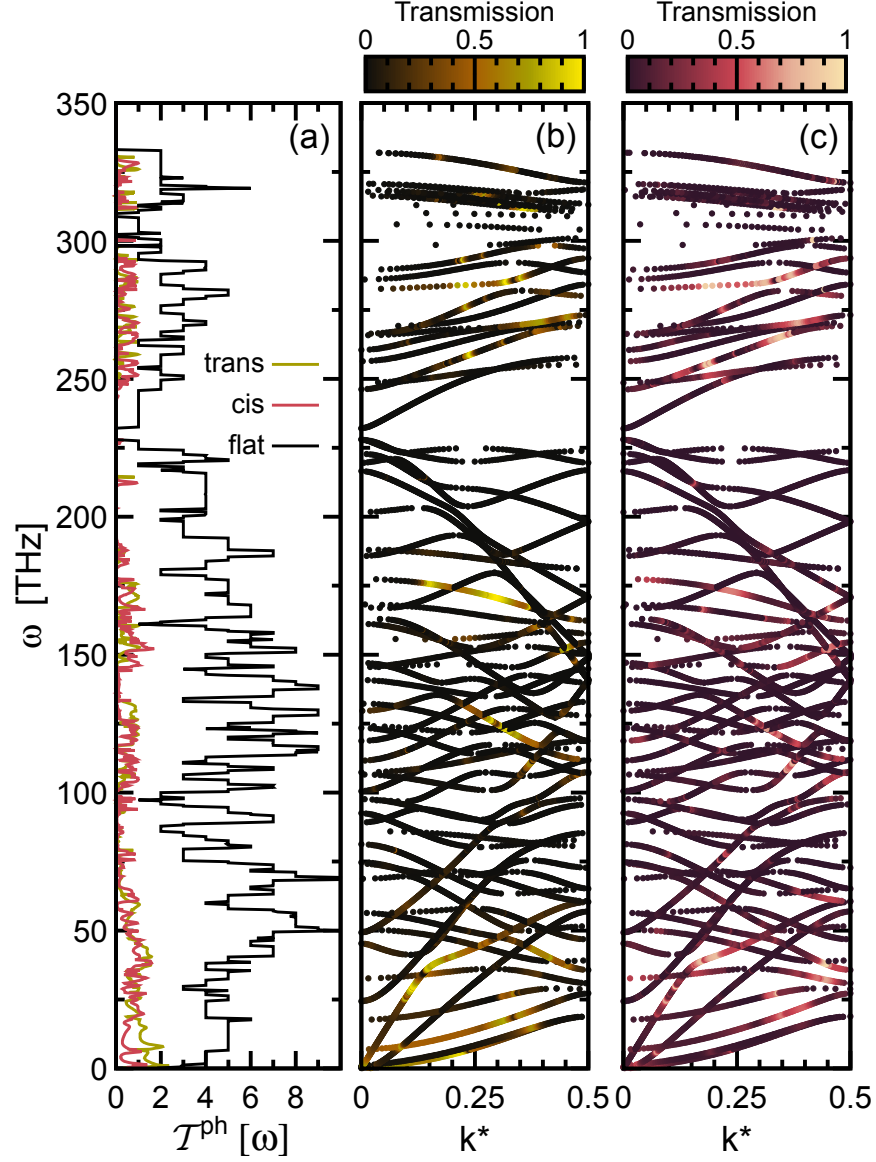 Transmission Transmission
0 0.5 1 0 0.5 1
350 (a) (b) (c)
300
250
200
150
100
50
0
trans
cis
flat
ω [THz]
0 2 4 6 8 0 0.25 0.5 0 0.25 0.5
𝒯ph [ω] k* k*